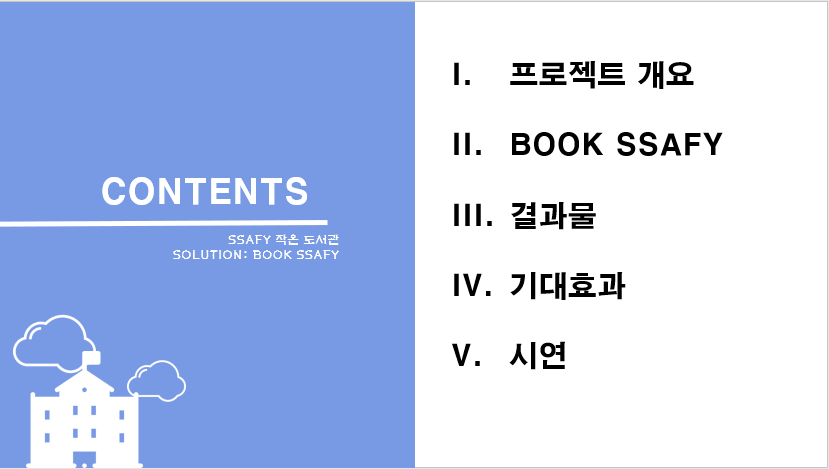 CONTENTS
SSAFY 작은 도서관
SOLUTION: BOOK SSAFY
I. 프로젝트 개요
II. BOOK SSAFY
III. 결과물
IV. 기대효과
V. 시연